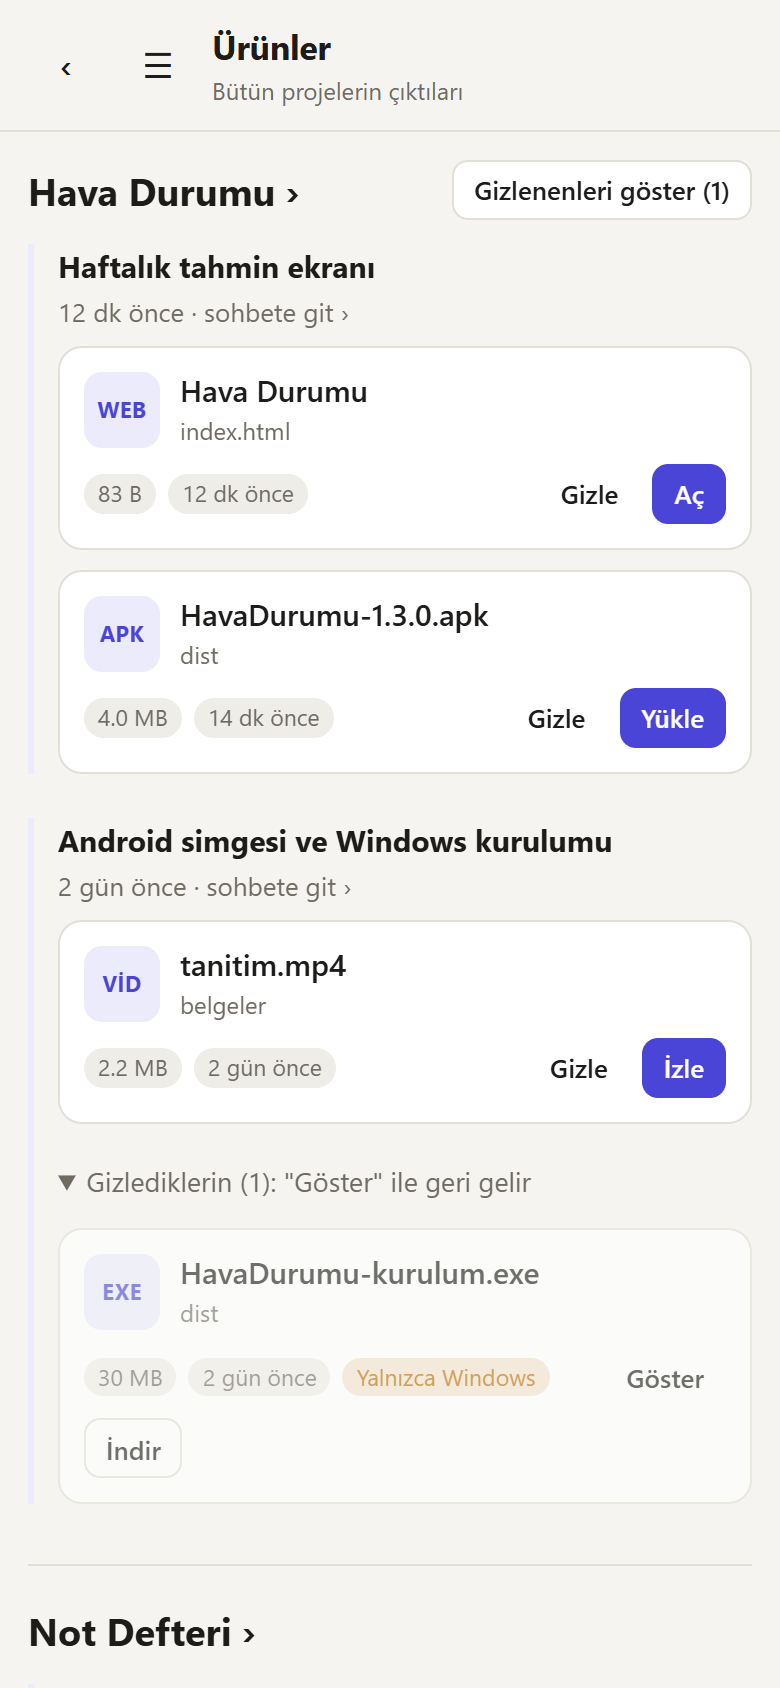 ‹ ☰ Ürünler
Bütün projelerin çıktıları
Hava Durumu ›
Gizlenenleri göster (1)
Haftalık tahmin ekranı
12 dk önce · sohbete git ›
WEB
Hava Durumu
index.html
83 B
12 dk önce
Gizle
Aç
APK
HavaDurumu-1.3.0.apk
dist
4.0 MB
14 dk önce
Gizle
Yükle
Android simgesi ve Windows kurulumu
2 gün önce · sohbete git ›
VİD
tanitim.mp4
belgeler
2.2 MB
2 gün önce
Gizle
İzle
▼ Gizlediklerin (1): "Göster" ile geri gelir
EXE
HavaDurumu-kurulum.exe
dist
30 MB
2 gün önce
Yalnızca Windows
Göster
İndir
Not Defteri ›